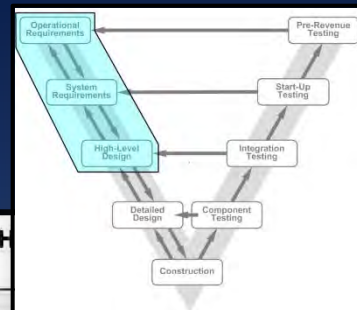 Operational
Requirements
Pre-Revenue
Testing
System
Requirements
Start-Up
Testing
High-Level
Design
Integration
Testing
Detailed
Design
Component
Testing
Construction
H